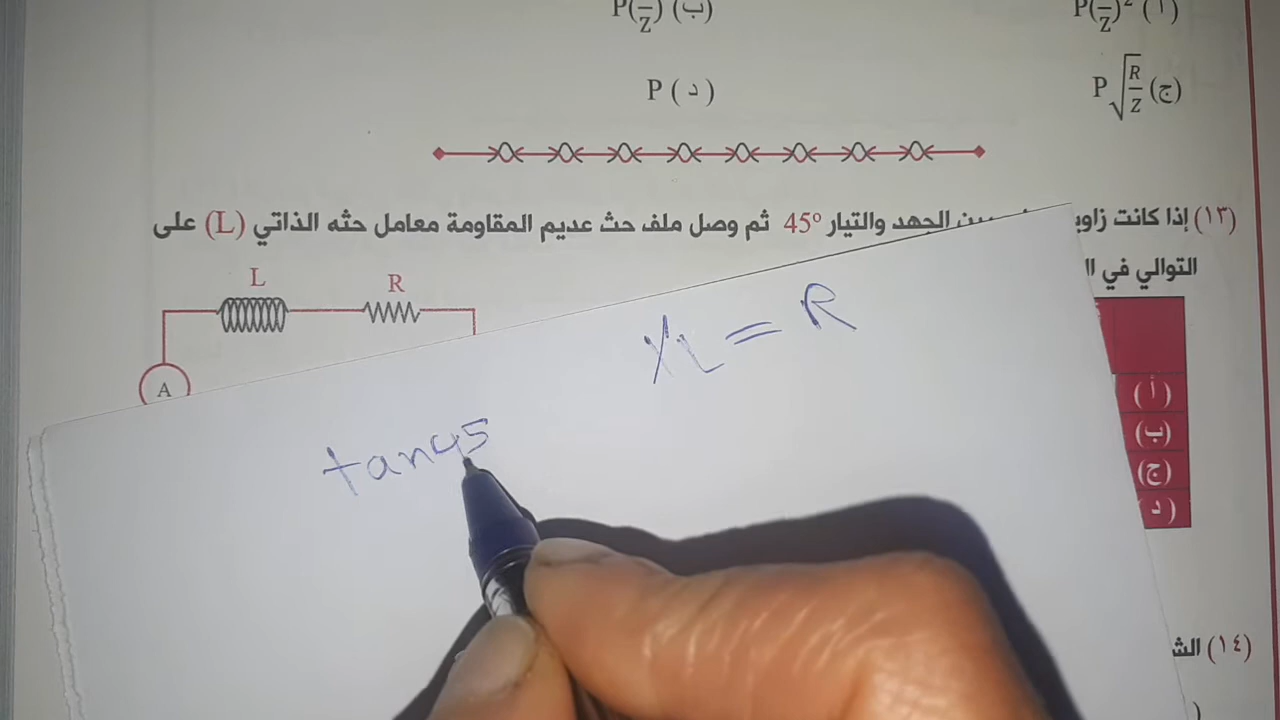 P(r/Z)² (أ)
P(r/Z) (ب)
P√R/Z (ج)
P (د)
(١٣) إذا كانت زاوية بين الجهد والتيار 45° ثم وصل ملف حث عديم المقاومة معامل حثه الذاتي (L) على
التوالي في
L R
A
(أ)
(ب)
(ج)
(د)
XL = R
tan45
(١٤)